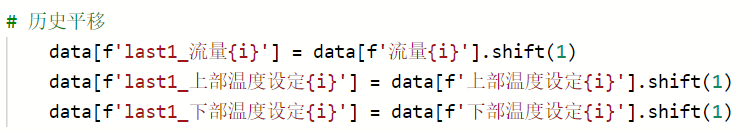 # 历史平移
data[f'last1_流量{i}'] = data[f'流量{i}'].shift(1)
data[f'last1_上部温度设定{i}'] = data[f'上部温度设定{i}'].shift(1)
data[f'last1_下部温度设定{i}'] = data[f'下部温度设定{i}'].shift(1)